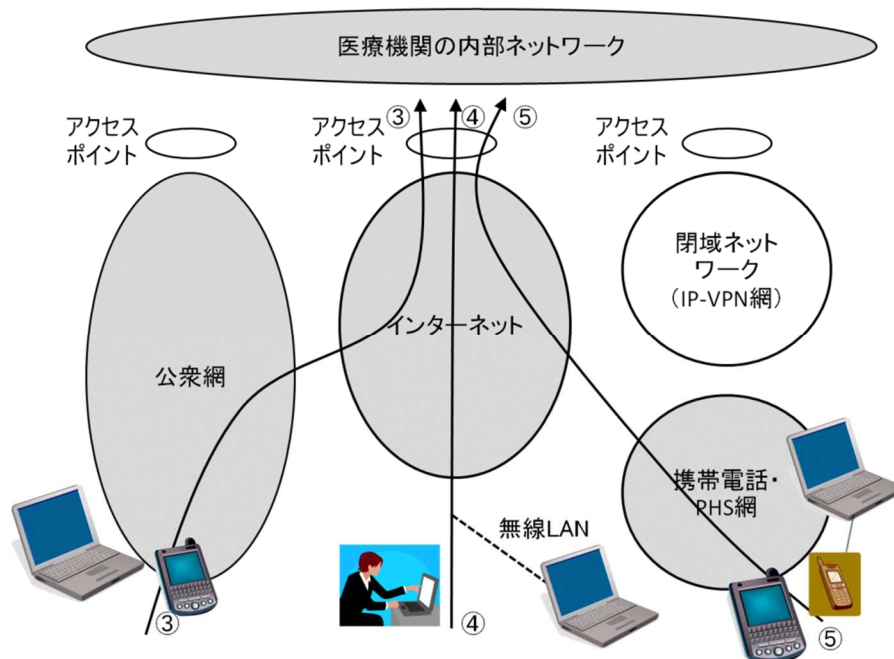 医療機関の内部ネットワーク
③
④
⑤
アクセス
ポイント
アクセス
ポイント
アクセス
ポイント
閉域ネット
ワーク
（IP-VPN網）
インターネット
公衆網
携帯電話・
PHS網
無線LAN
③
④
⑤